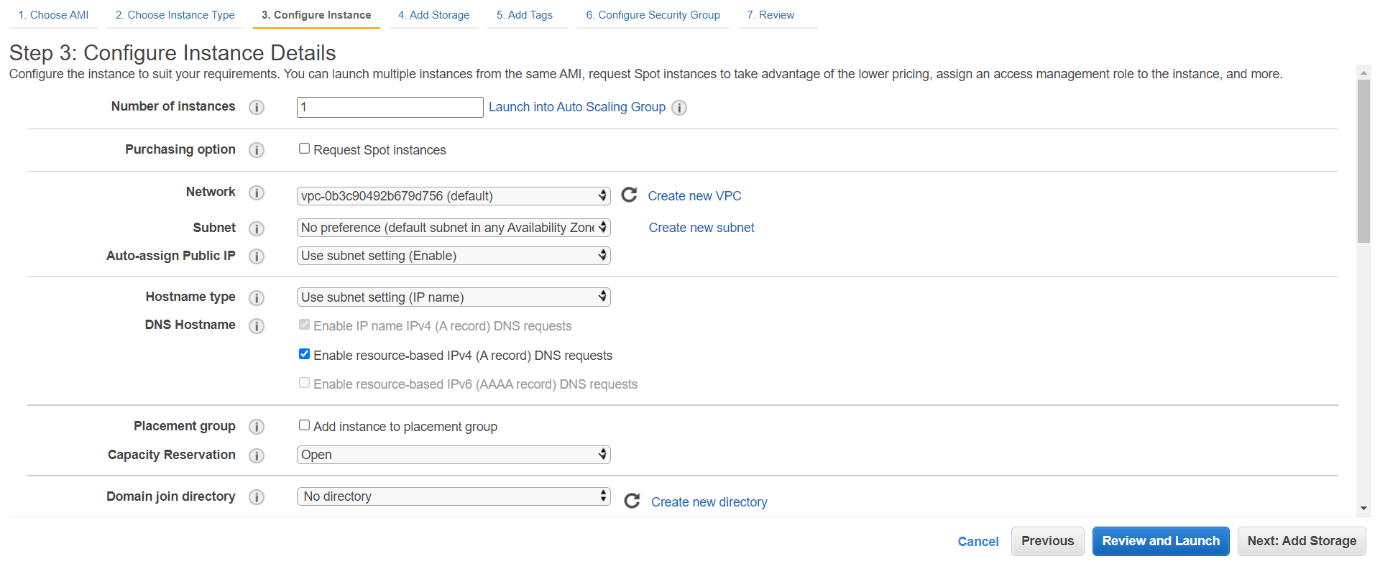 1. Choose AMI 2. Choose Instance Type 3. Configure Instance 4. Add Storage 5. Add Tags 6. Configure Security Group 7. Review
Step 3: Configure Instance Details
Configure the instance to suit your requirements. You can launch multiple instances from the same AMI, request Spot instances to take advantage of the lower pricing, assign an access management role to the instance, and more.
Number of instances 1 Launch into Auto Scaling Group
Purchasing option Request Spot instances
Network vpc-0b3c90492b679d756 (default) Create new VPC
Subnet No preference (default subnet in any Availability Zone Create new subnet
Auto-assign Public IP Use subnet setting (Enable)
Hostname type Use subnet setting (IP name)
DNS Hostname Enable IP name IPv4 (A record) DNS requests
Enable resource-based IPv4 (A record) DNS requests
Enable resource-based IPv6 (AAAA record) DNS requests
Placement group Add instance to placement group
Capacity Reservation Open
Domain join directory No directory Create new directory
Cancel Previous Review and Launch Next: Add Storage